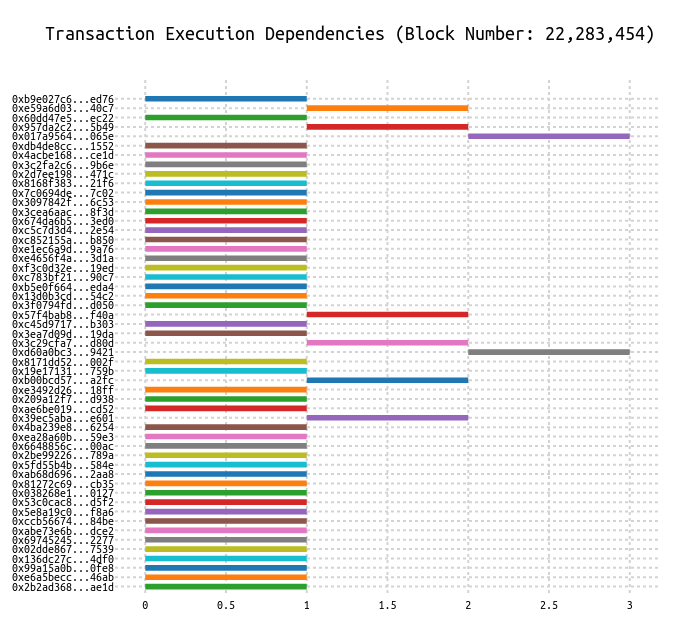 Transaction Execution Dependencies (Block Number: 22,283,454)
0xb9e027c6...ed76
0xe59a6d03...40c7
0x60dd47e5...ec22
0x957da2c2...5b49
0x017a9564...065e
0xdb4de8cc...1552
0x4acbe168...ce1d
0x3c2fa2c6...9b6e
0x2d7ee198...471c
0x8168f383...21f6
0x7c0694de...7c02
0x3097842f...6c53
0x3cea6aac...8f3d
0x674da6b5...3ed0
0xc5c7d3d4...2e54
0xc852155a...b850
0xe1ec6a9d...9a76
0xe4656f4a...3d1a
0xf3c0d32e...19ed
0xc783bf21...90c7
0xb5e0f664...eda4
0x13d0b3cd...54c2
0x3f0794fd...d050
0x57f4bab8...f40a
0xc45d9717...b303
0x3ea7d09d...19da
0x3c29cfa7...d80d
0xd60a0bc3...9421
0x8171dd52...002f
0x19e17131...759b
0xb00bcd57...a2fc
0xe3492d26...18ff
0x209a12f7...d938
0xae6be019...cd52
0x39ec5aba...e601
0x4ba239e8...6254
0xea28a60b...59e3
0x6648856c...00ac
0x2be99226...789a
0x5fd55b4b...584e
0xab68d696...2aa8
0x81272c69...cb35
0x038268e1...0127
0x53c0cac8...d5f2
0x5e8a19c0...f8a6
0xccb56674...84be
0xabe73e6b...dce2
0x69745245...2277
0x02dde867...7539
0x136dc27c...4df0
0x99a15a0b...0fe8
0xe6a5becc...46ab
0x2b2ad368...ae1d
0 0.5 1 1.5 2 2.5 3